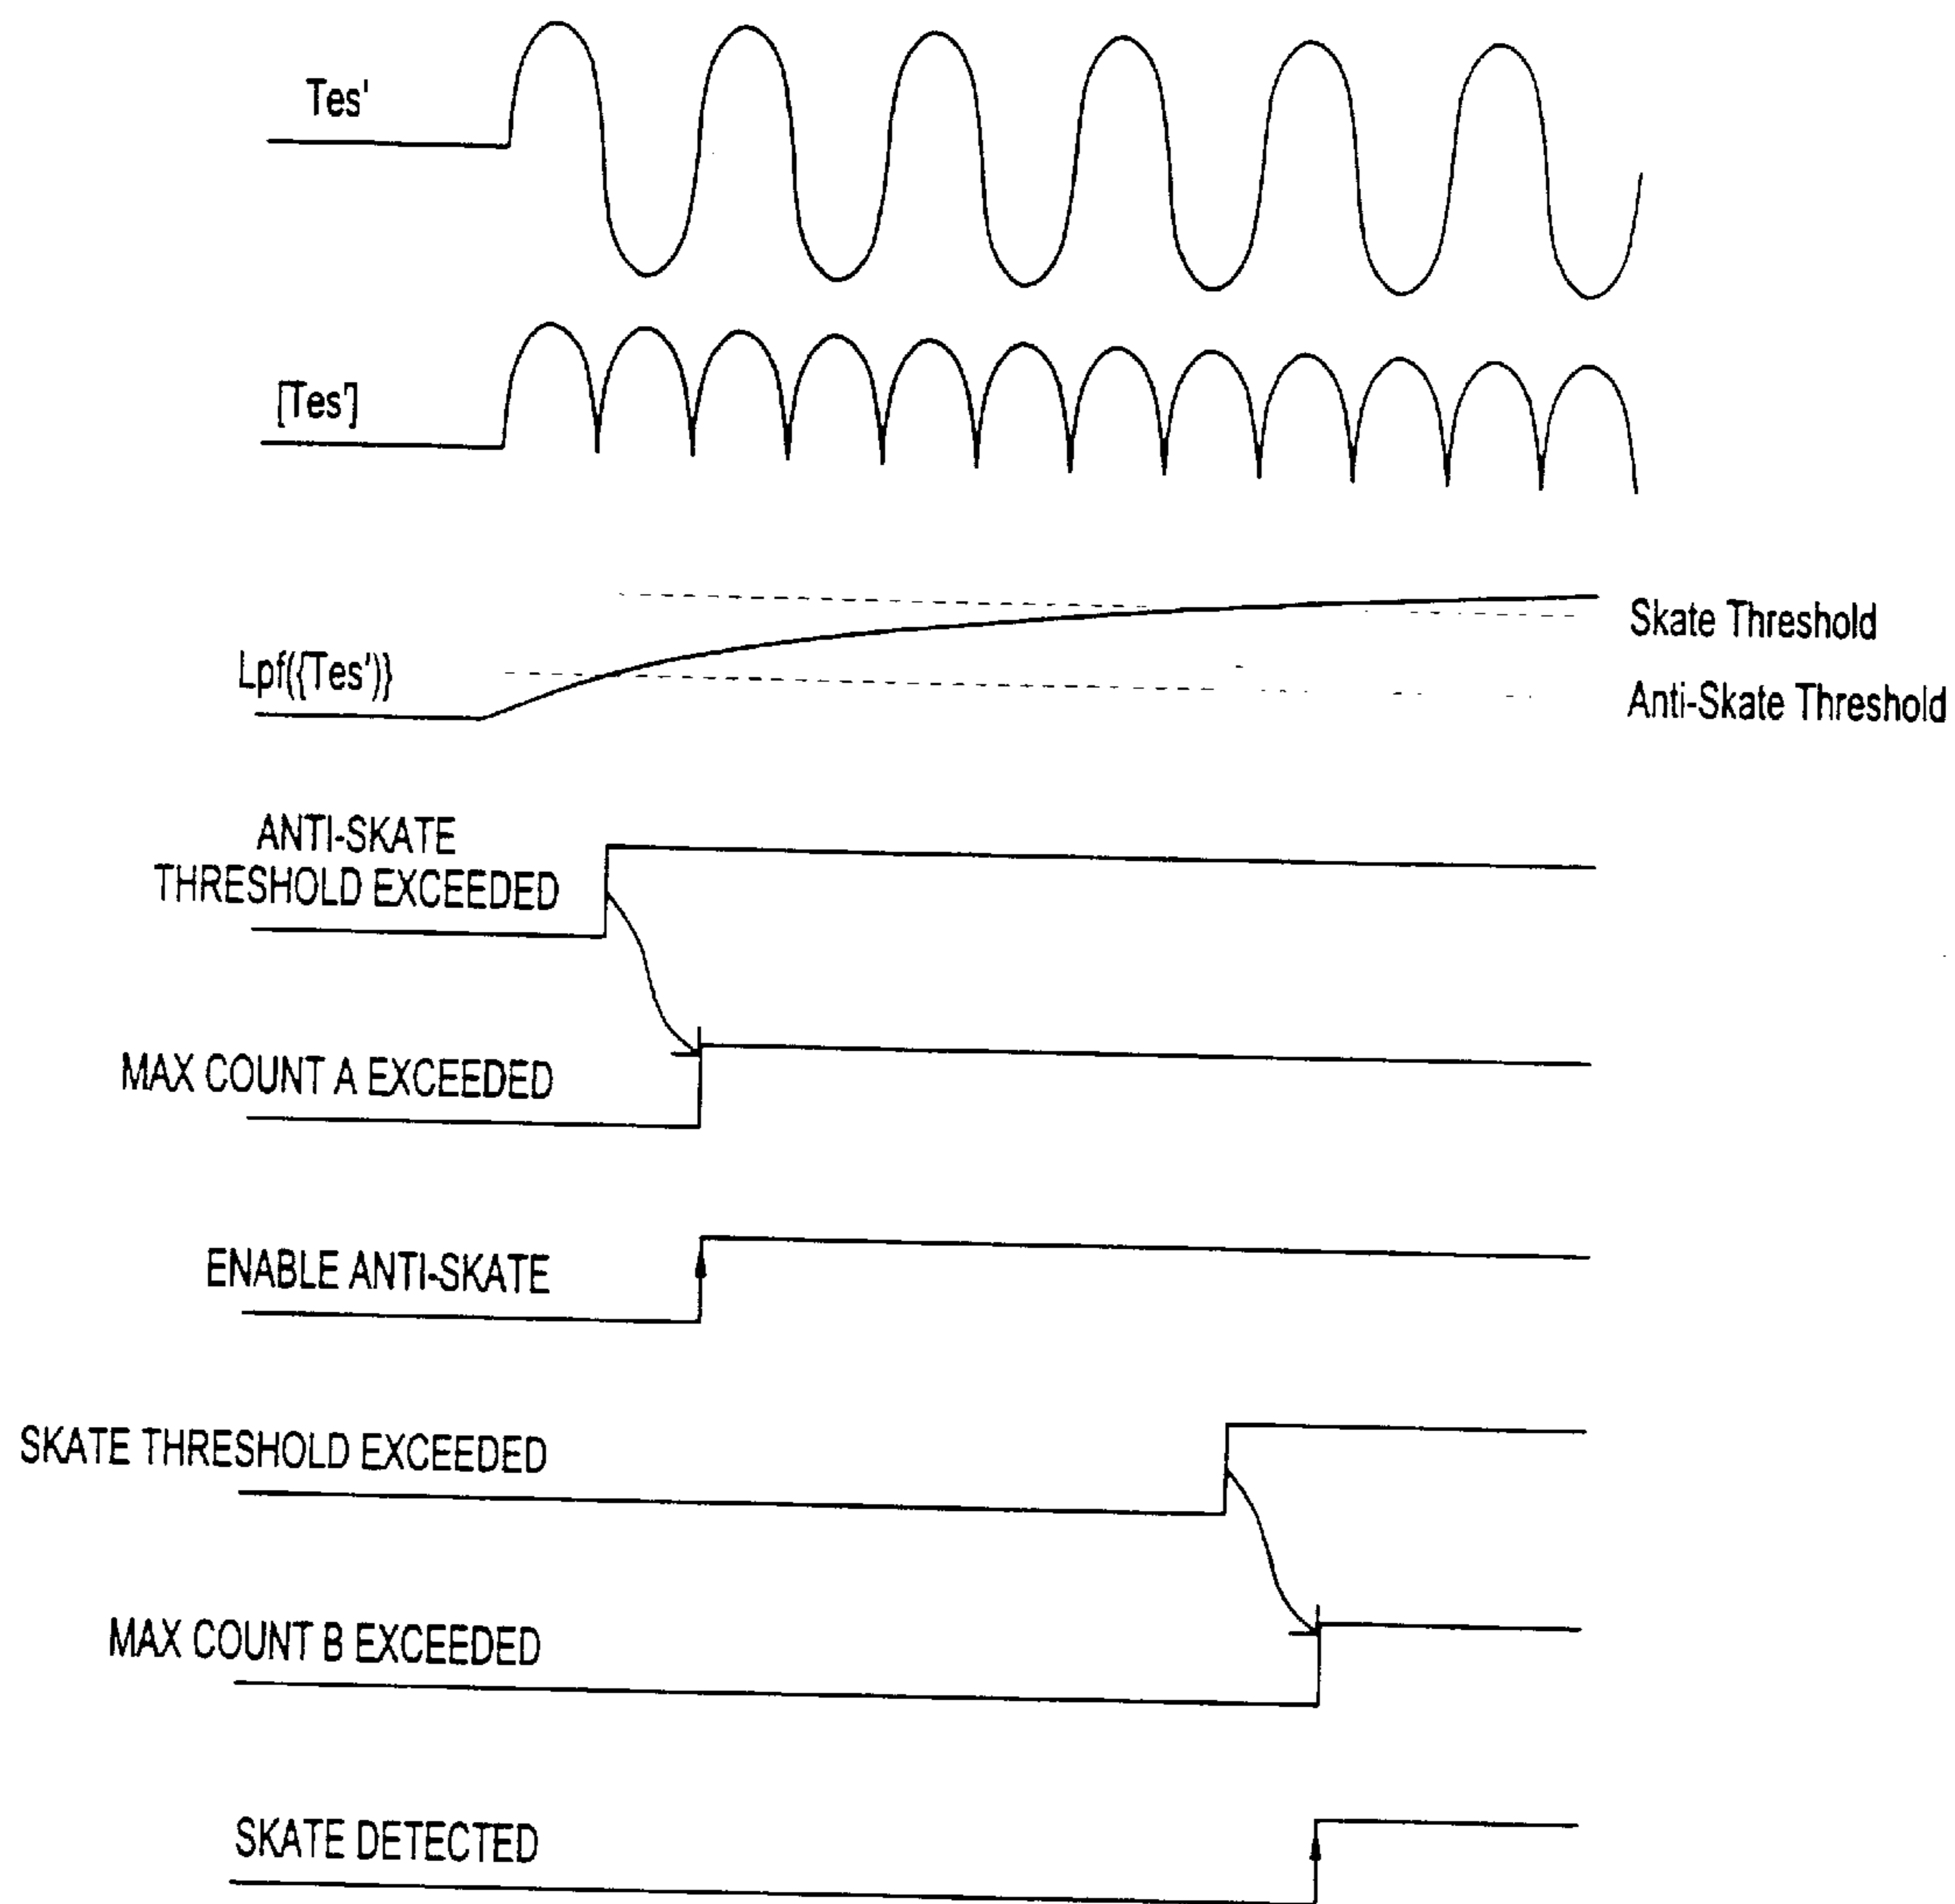 Tes'
[Tes']
Skate Threshold
Lpf({Tes')}
Anti-Skate Threshold
ANTI-SKATE
THRESHOLD EXCEEDED
MAX COUNT A EXCEEDED
ENABLE ANTI-SKATE
SKATE THRESHOLD EXCEEDED
MAX COUNT B EXCEEDED
SKATE DETECTED